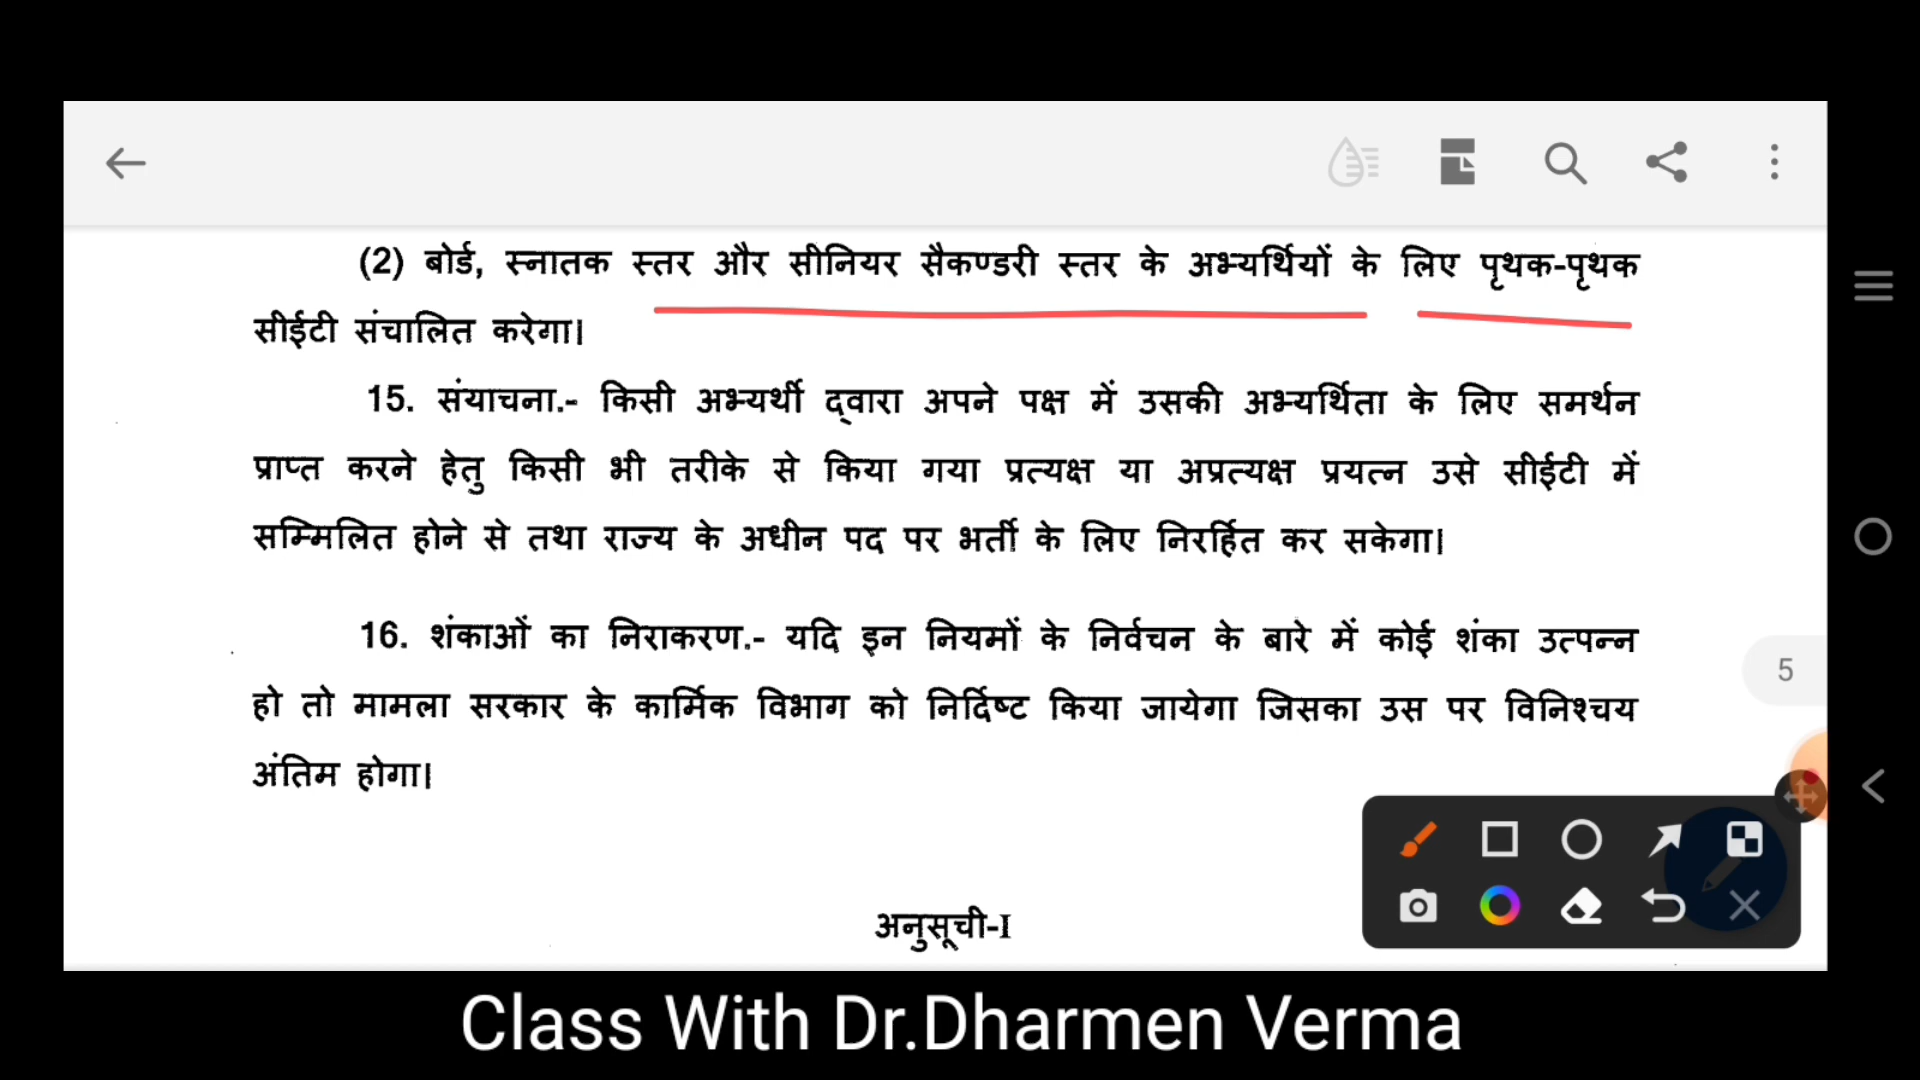 (2) बोर्ड, स्नातक स्तर और सीनियर सैकण्डरी स्तर के अभ्यर्थियों के लिए पृथक-पृथक
सीईटी संचालित करेगा।
15. संयाचना.- किसी अभ्यर्थी द्वारा अपने पक्ष में उसकी अभ्यर्थिता के लिए समर्थन
प्राप्त करने हेतु किसी भी तरीके से किया गया प्रत्यक्ष या अप्रत्यक्ष प्रयत्न उसे सीईटी में
सम्मिलित होने से तथा राज्य के अधीन पद पर भर्ती के लिए निरर्हित कर सकेगा।
16. शंकाओं का निराकरण.- यदि इन नियमों के निर्वचन के बारे में कोई शंका उत्पन्न
हो तो मामला सरकार के कार्मिक विभाग को निर्दिष्ट किया जायेगा जिसका उस पर विनिश्चय
अंतिम होगा।
5
अनुसूची-I
Class With Dr.Dharmen Verma